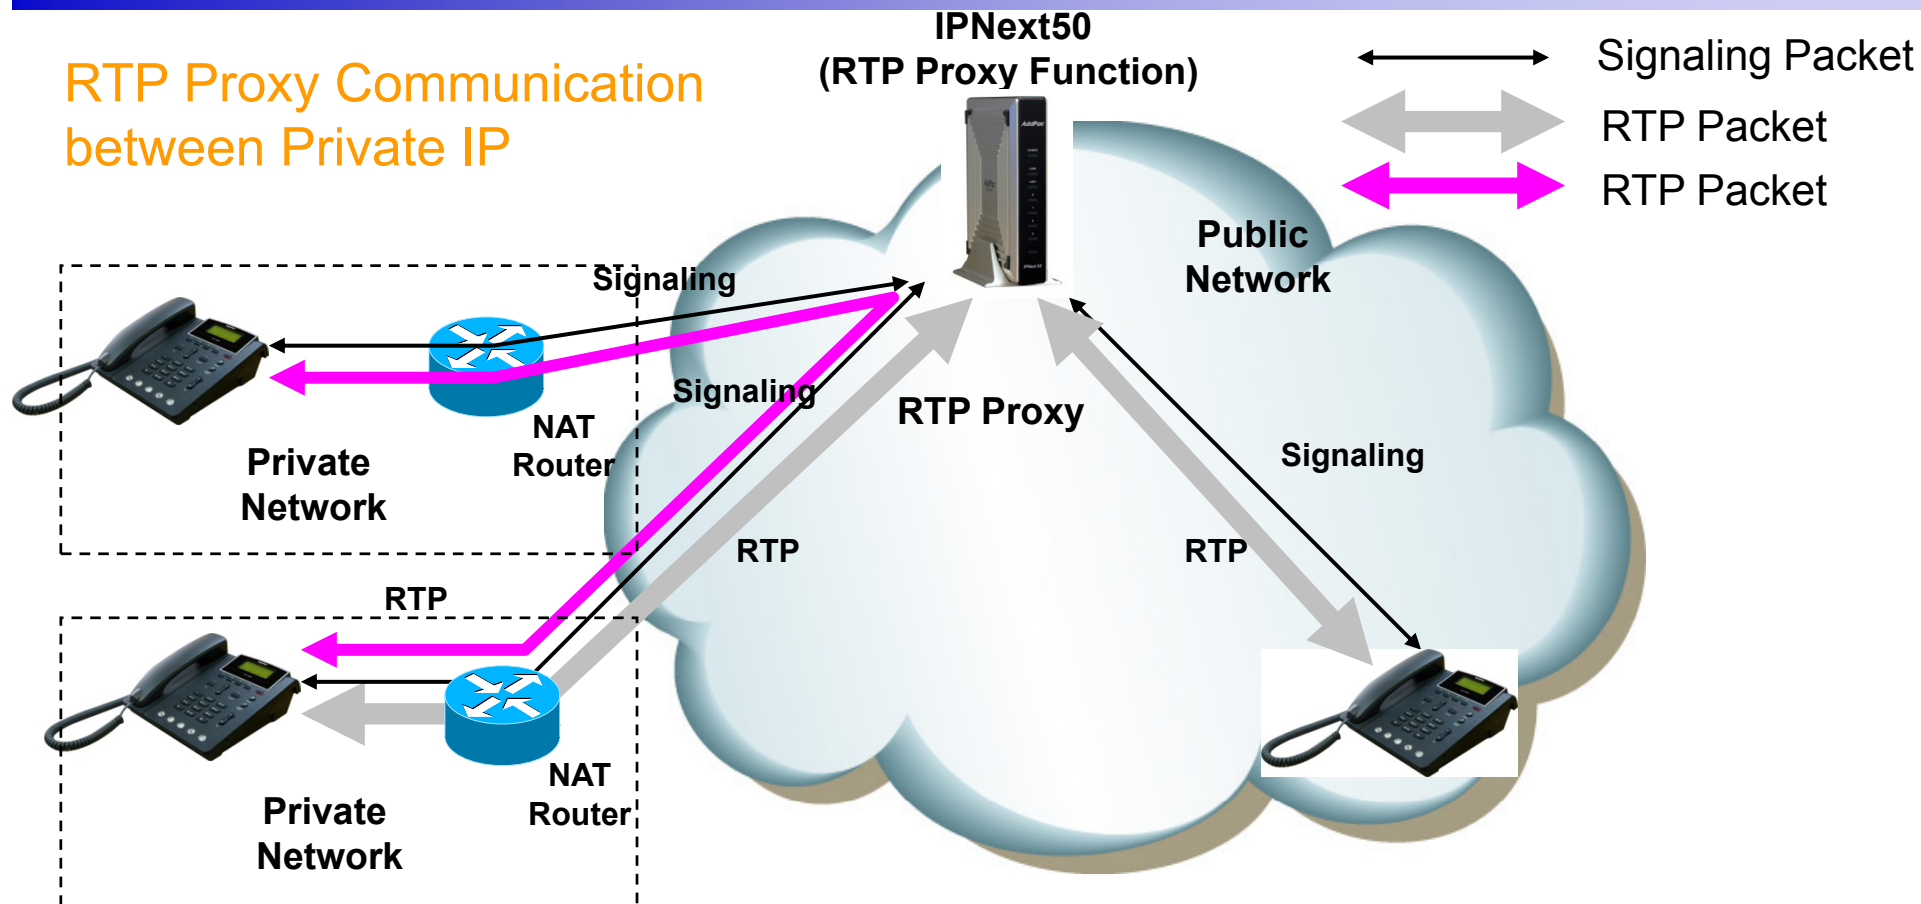 IPNext50
(RTP Proxy Function)
RTP Proxy Communication
between Private IP
Signaling Packet
RTP Packet
RTP Packet
AddPac
Public
Network
Signaling
Signaling
NAT
Router
Private
Network
RTP Proxy
Signaling
RTP
RTP
RTP
NAT
Router
Private
Network